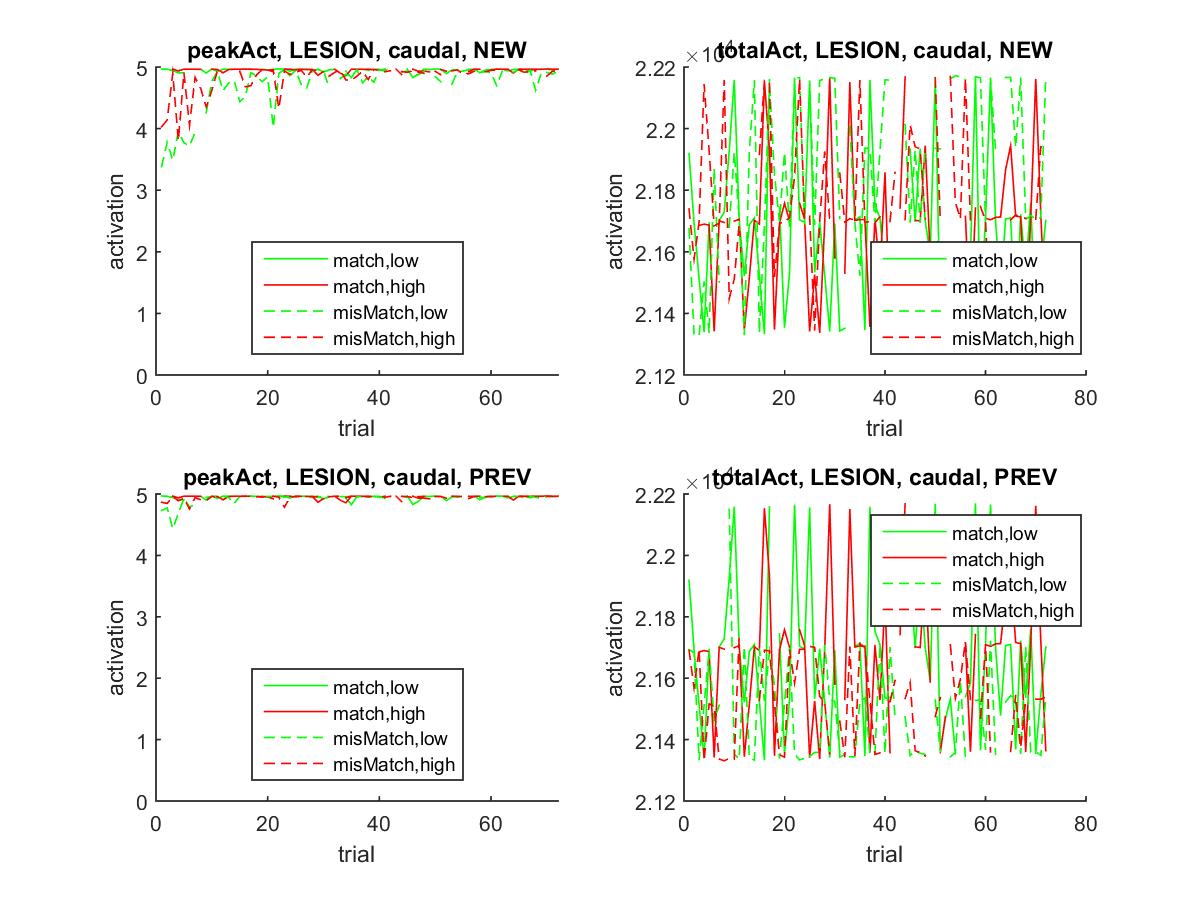 peakAct, LESION, caudal, NEW
activation
5
4
3
2
1
0
match,low
match,high
misMatch,low
misMatch,high
0 20 40 60
trial
totalAct, LESION, caudal, NEW
activation
2.22
2.2
2.18
2.16
2.14
2.12
match,low
match,high
misMatch,low
misMatch,high
0 20 40 60 80
trial
peakAct, LESION, caudal, PREV
activation
5
4
3
2
1
0
match,low
match,high
misMatch,low
misMatch,high
0 20 40 60
trial
totalAct, LESION, caudal, PREV
activation
2.22
2.2
2.18
2.16
2.14
2.12
match,low
match,high
misMatch,low
misMatch,high
0 20 40 60 80
trial